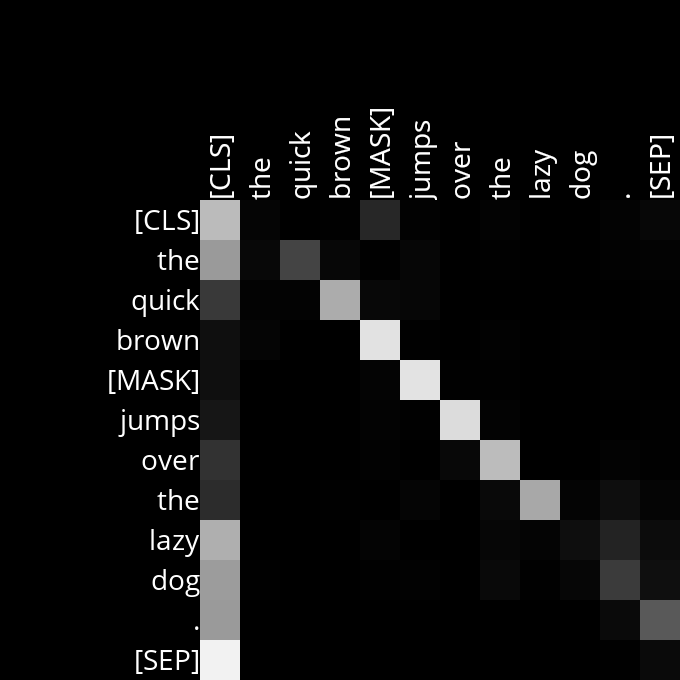 [CLS] the quick brown [MASK] jumps over the lazy dog . [SEP]
[CLS]
the
quick
brown
[MASK]
jumps
over
the
lazy
dog
.
[SEP]